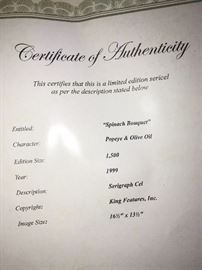 Certificate of Authenticity
This certifies that this is a limited edition sericel
as per the description stated below
Entitled: "Spinach Bouquet"
Character: Popeye & Olive Oil
Edition Size: 1,500
Year: 1999
Description: Serigraph Cel
Copyright: King Features, Inc.
Image Size: 16½" x 13½"